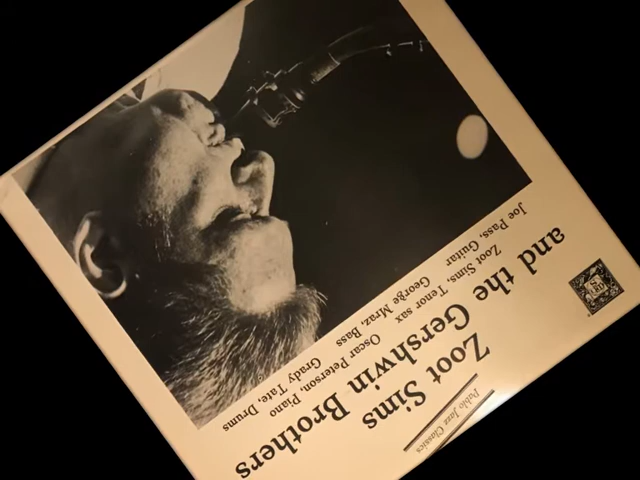 Pablo Jazz Classics
Zoot Sims
and the Gershwin Brothers
Zoot Sims, Tenor sax Oscar Peterson, Piano
Joe Pass, Guitar George Mraz, Bass Grady Tate, Drums